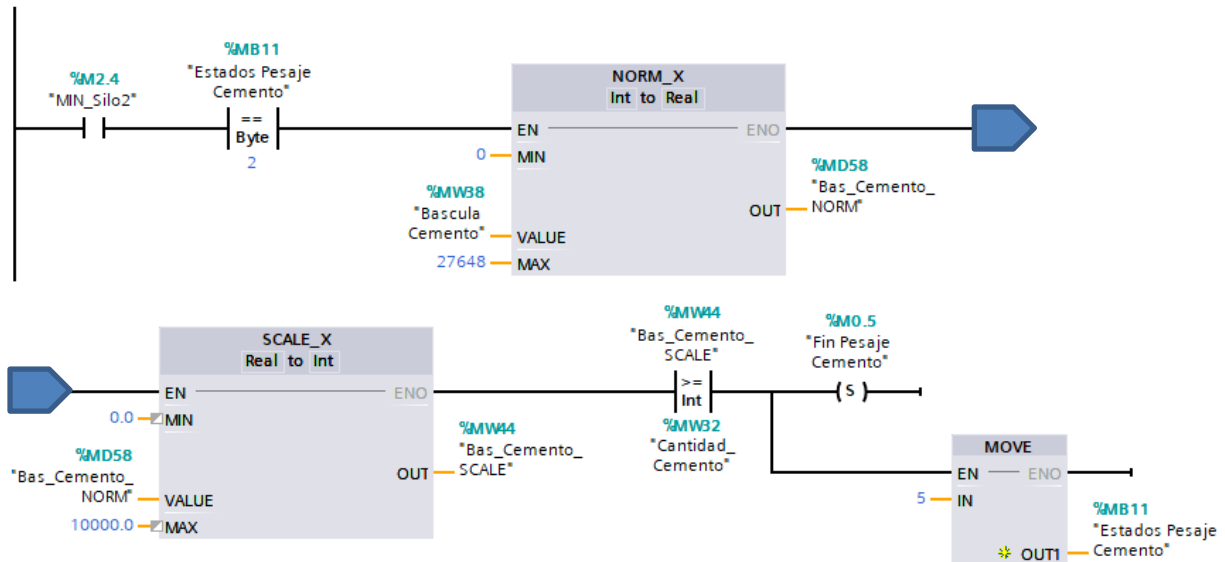 %MB11
"Estados Pesaje
Cemento"
%M2.4
"MIN_Silo2"
==
Byte
2
NORM_X
Int to Real
EN
ENO
0
MIN
%MW38
"Bascula
Cemento"
VALUE
27648
MAX
OUT
%MD58
"Bas_Cemento_
NORM"
SCALE_X
Real to Int
EN
ENO
0.0
MIN
%MD58
"Bas_Cemento_
NORM"
VALUE
10000.0
MAX
OUT
%MW44
"Bas_Cemento_
SCALE"
%MW44
"Bas_Cemento_
SCALE"
>=
Int
%MW32
"Cantidad_
Cemento"
%M0.5
"Fin Pesaje
Cemento"
S
MOVE
EN
ENO
5
IN
OUT1
%MB11
"Estados Pesaje
Cemento"